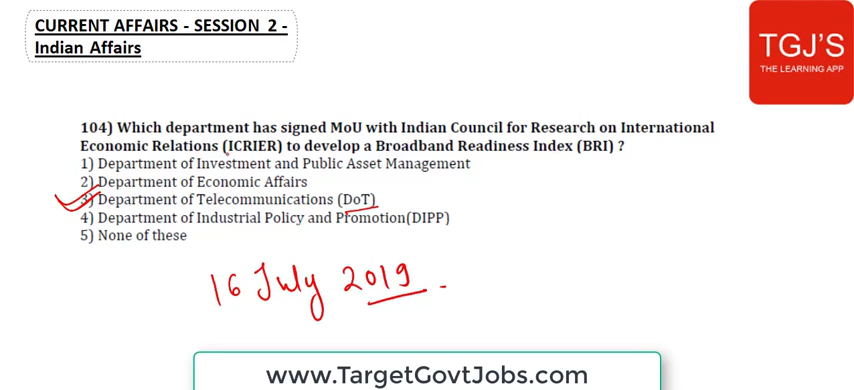 CURRENT AFFAIRS - SESSION 2 -
Indian Affairs
TGJ'S
THE LEARNING APP
104) Which department has signed MoU with Indian Council for Research on International
Economic Relations (ICRIER) to develop a Broadband Readiness Index (BRI) ?
1) Department of Investment and Public Asset Management
2) Department of Economic Affairs
3) Department of Telecommunications (DoT)
4) Department of Industrial Policy and Promotion(DIPP)
5) None of these
16 July 2019.
www.TargetGovtJobs.com